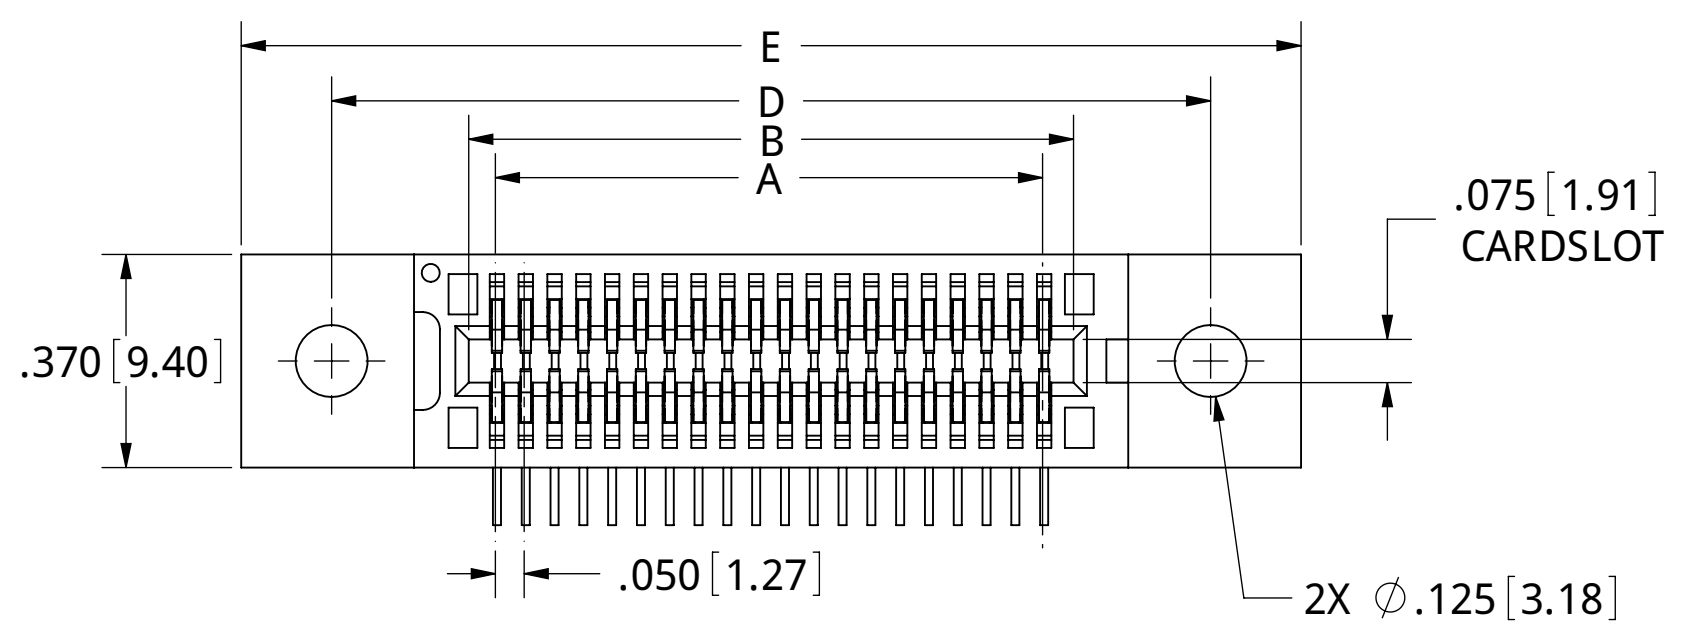 E
D
B
A
.075[1.91]
CARDSLOT
.370[9.40]
.050[1.27]
2X ∅.125[3.18]